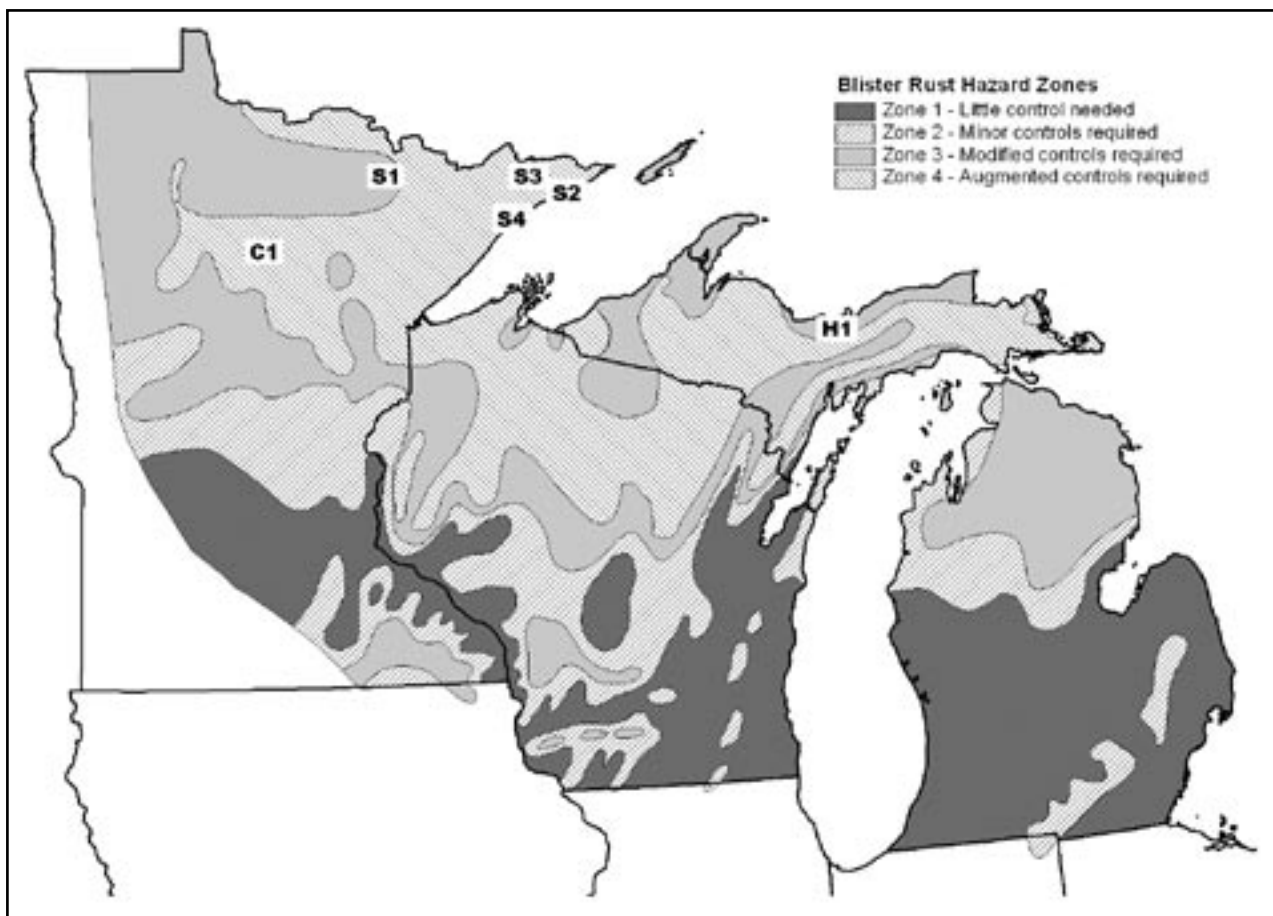 Blister Rust Hazard Zones
Zone 1 - Little control needed
Zone 2 - Minor controls required
Zone 3 - Modified controls required
Zone 4 - Augmented controls required
S1
S3
S2
S4
C1
H1